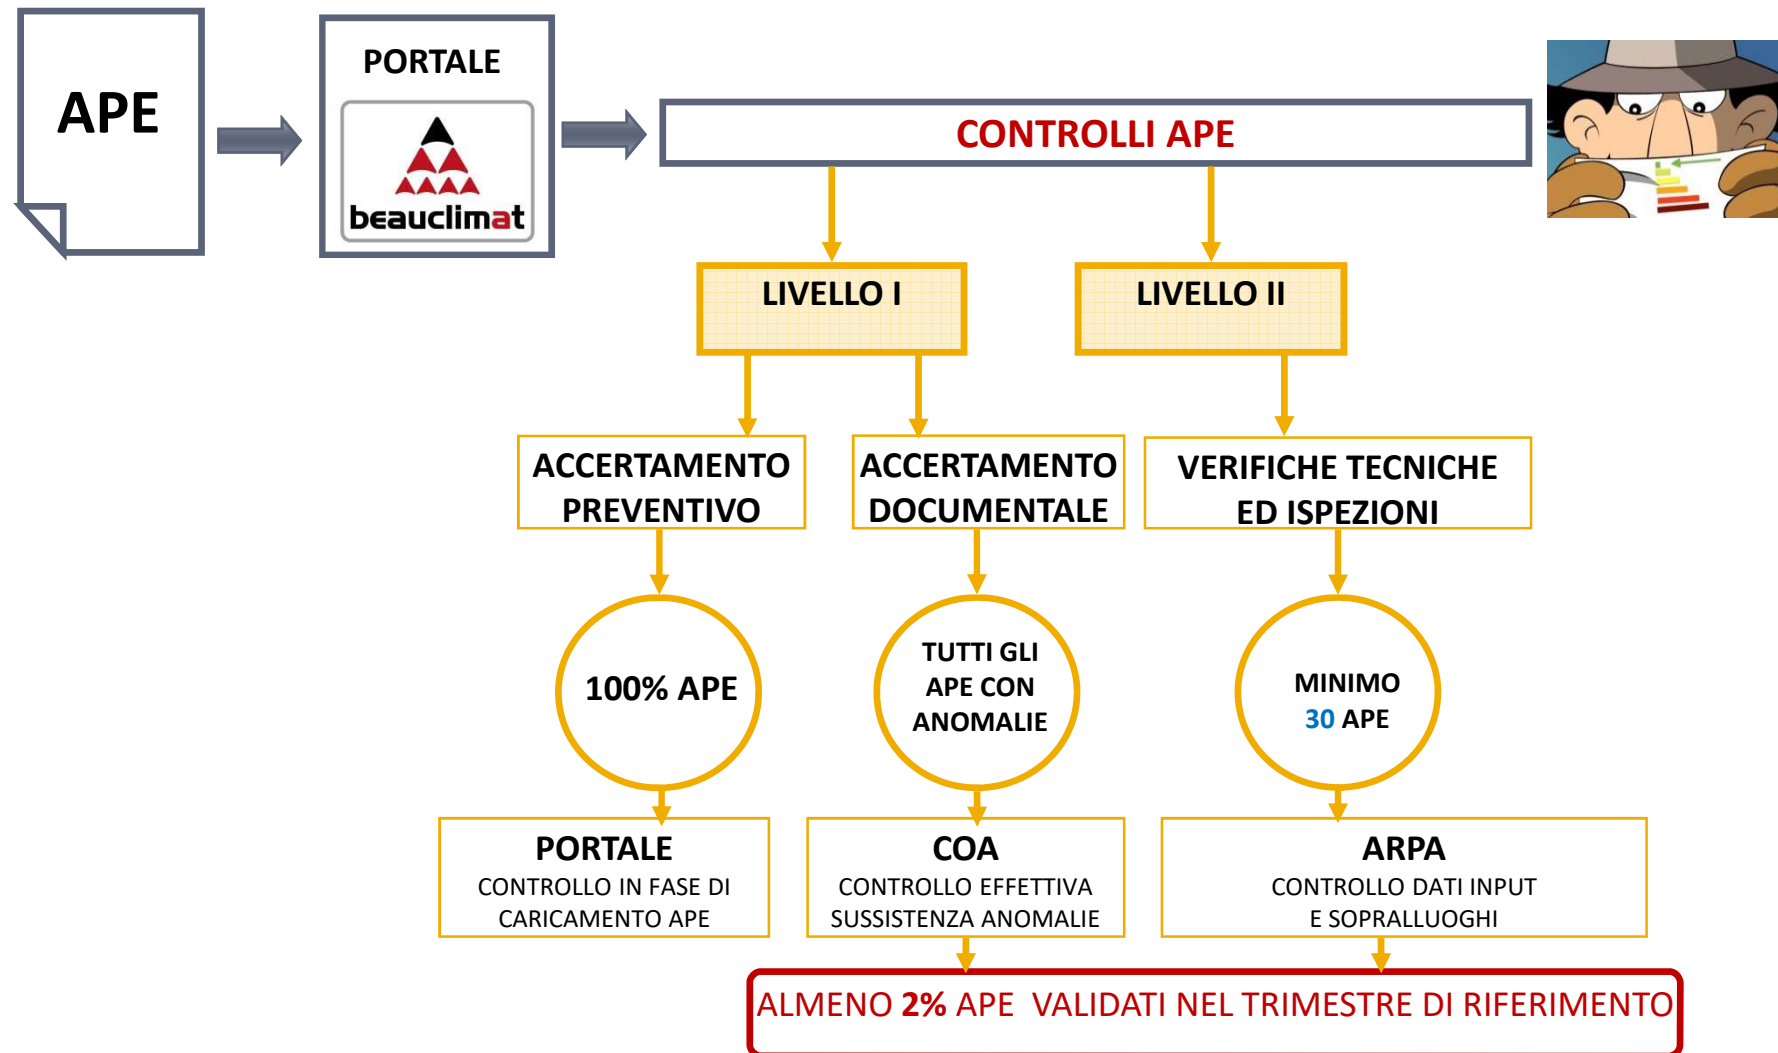 APE
PORTALE
beauclimat
CONTROLLI APE
LIVELLO I
LIVELLO II
ACCERTAMENTO
PREVENTIVO
ACCERTAMENTO
DOCUMENTALE
VERIFICHE TECNICHE
ED ISPEZIONI
100% APE
TUTTI GLI
APE CON
ANOMALIE
MINIMO
30 APE
PORTALE
CONTROLLO IN FASE DI
CARICAMENTO APE
COA
CONTROLLO EFFETTIVA
SUSSISTENZA ANOMALIE
ARPA
CONTROLLO DATI INPUT
E SOPRALLUOGHI
ALMENO 2% APE VALIDATI NEL TRIMESTRE DI RIFERIMENTO